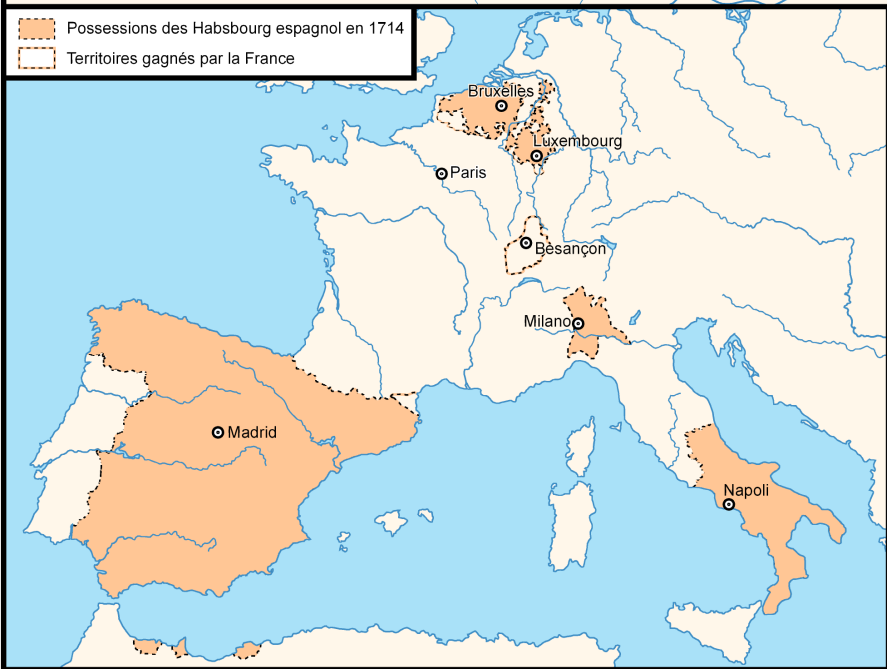 Possessions des Habsbourg espagnol en 1714
Territoires gagnés par la France
Bruxelles
Luxembourg
Paris
Besançon
Milano
Madrid
Napoli